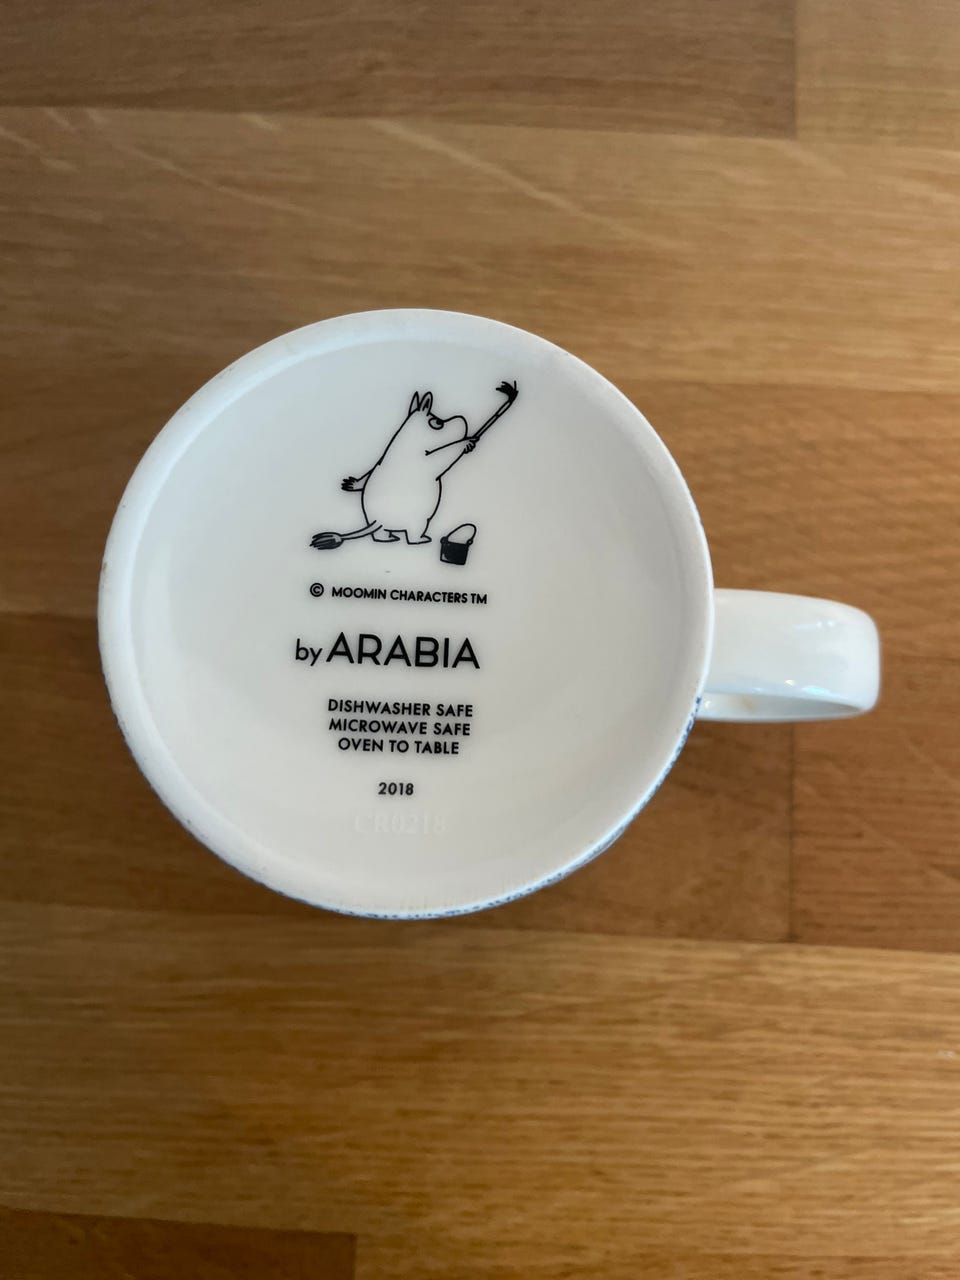 © MOOMIN CHARACTERS TM
by ARABIA
DISHWASHER SAFE
MICROWAVE SAFE
OVEN TO TABLE
2018
CR0218